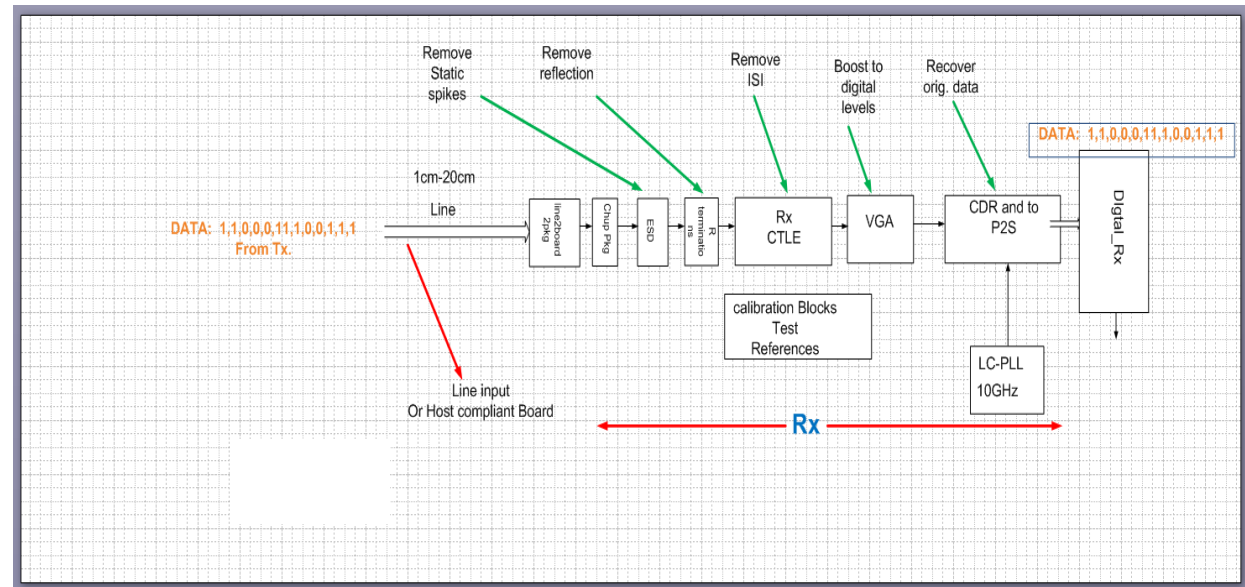 Remove
Static
spikes
Remove
reflection
Remove
ISI
Boost to
digital
levels
Recover
orig. data
DATA: 1,1,0,0,0,11,1,0,0,1,1,1
1cm-20cm
Line
DATA: 1,1,0,0,0,11,1,0,0,1,1,1
From Tx.
line2board
2pkg
Chup Pkg
ESD
R
terminatio
ns
Rx
CTLE
VGA
CDR and to
P2S
Digtal_Rx
calibration Blocks
Test
References
LC-PLL
10GHz
Line input
Or Host compliant Board
Rx